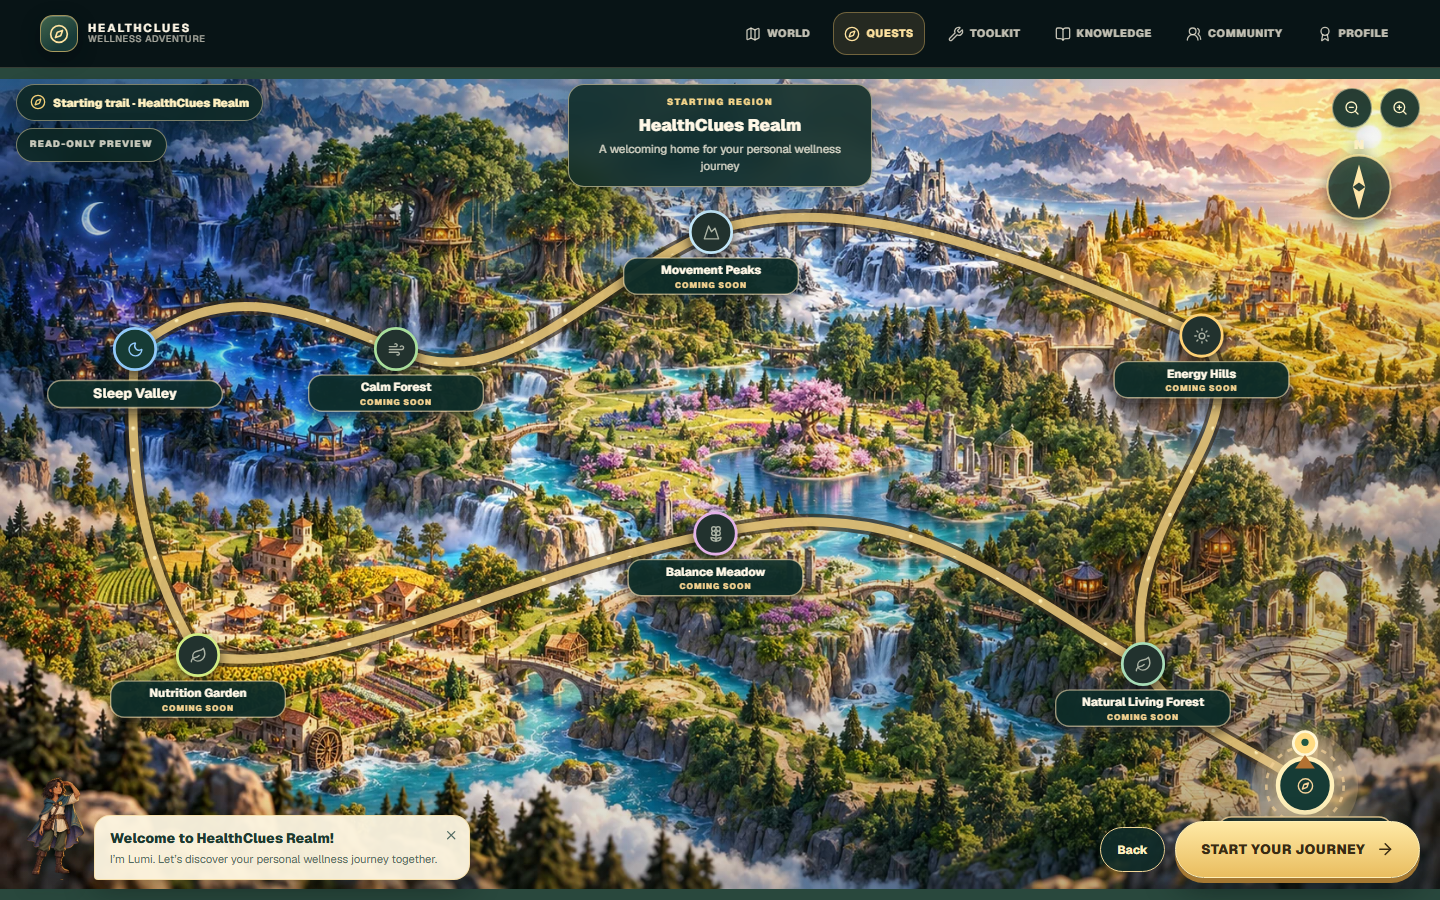 HEALTHCLUES
WELLNESS ADVENTURE
WORLD
QUESTS
TOOLKIT
KNOWLEDGE
COMMUNITY
PROFILE
Starting trail - HealthClues Realm
READ-ONLY PREVIEW
STARTING REGION
HealthClues Realm
A welcoming home for your personal wellness
journey
Movement Peaks
COMING SOON
Sleep Valley
Calm Forest
COMING SOON
Energy Hills
COMING SOON
Balance Meadow
COMING SOON
Nutrition Garden
COMING SOON
Natural Living Forest
COMING SOON
Welcome to HealthClues Realm!
I'm Lumi. Let's discover your personal wellness journey together.
Back
START YOUR JOURNEY